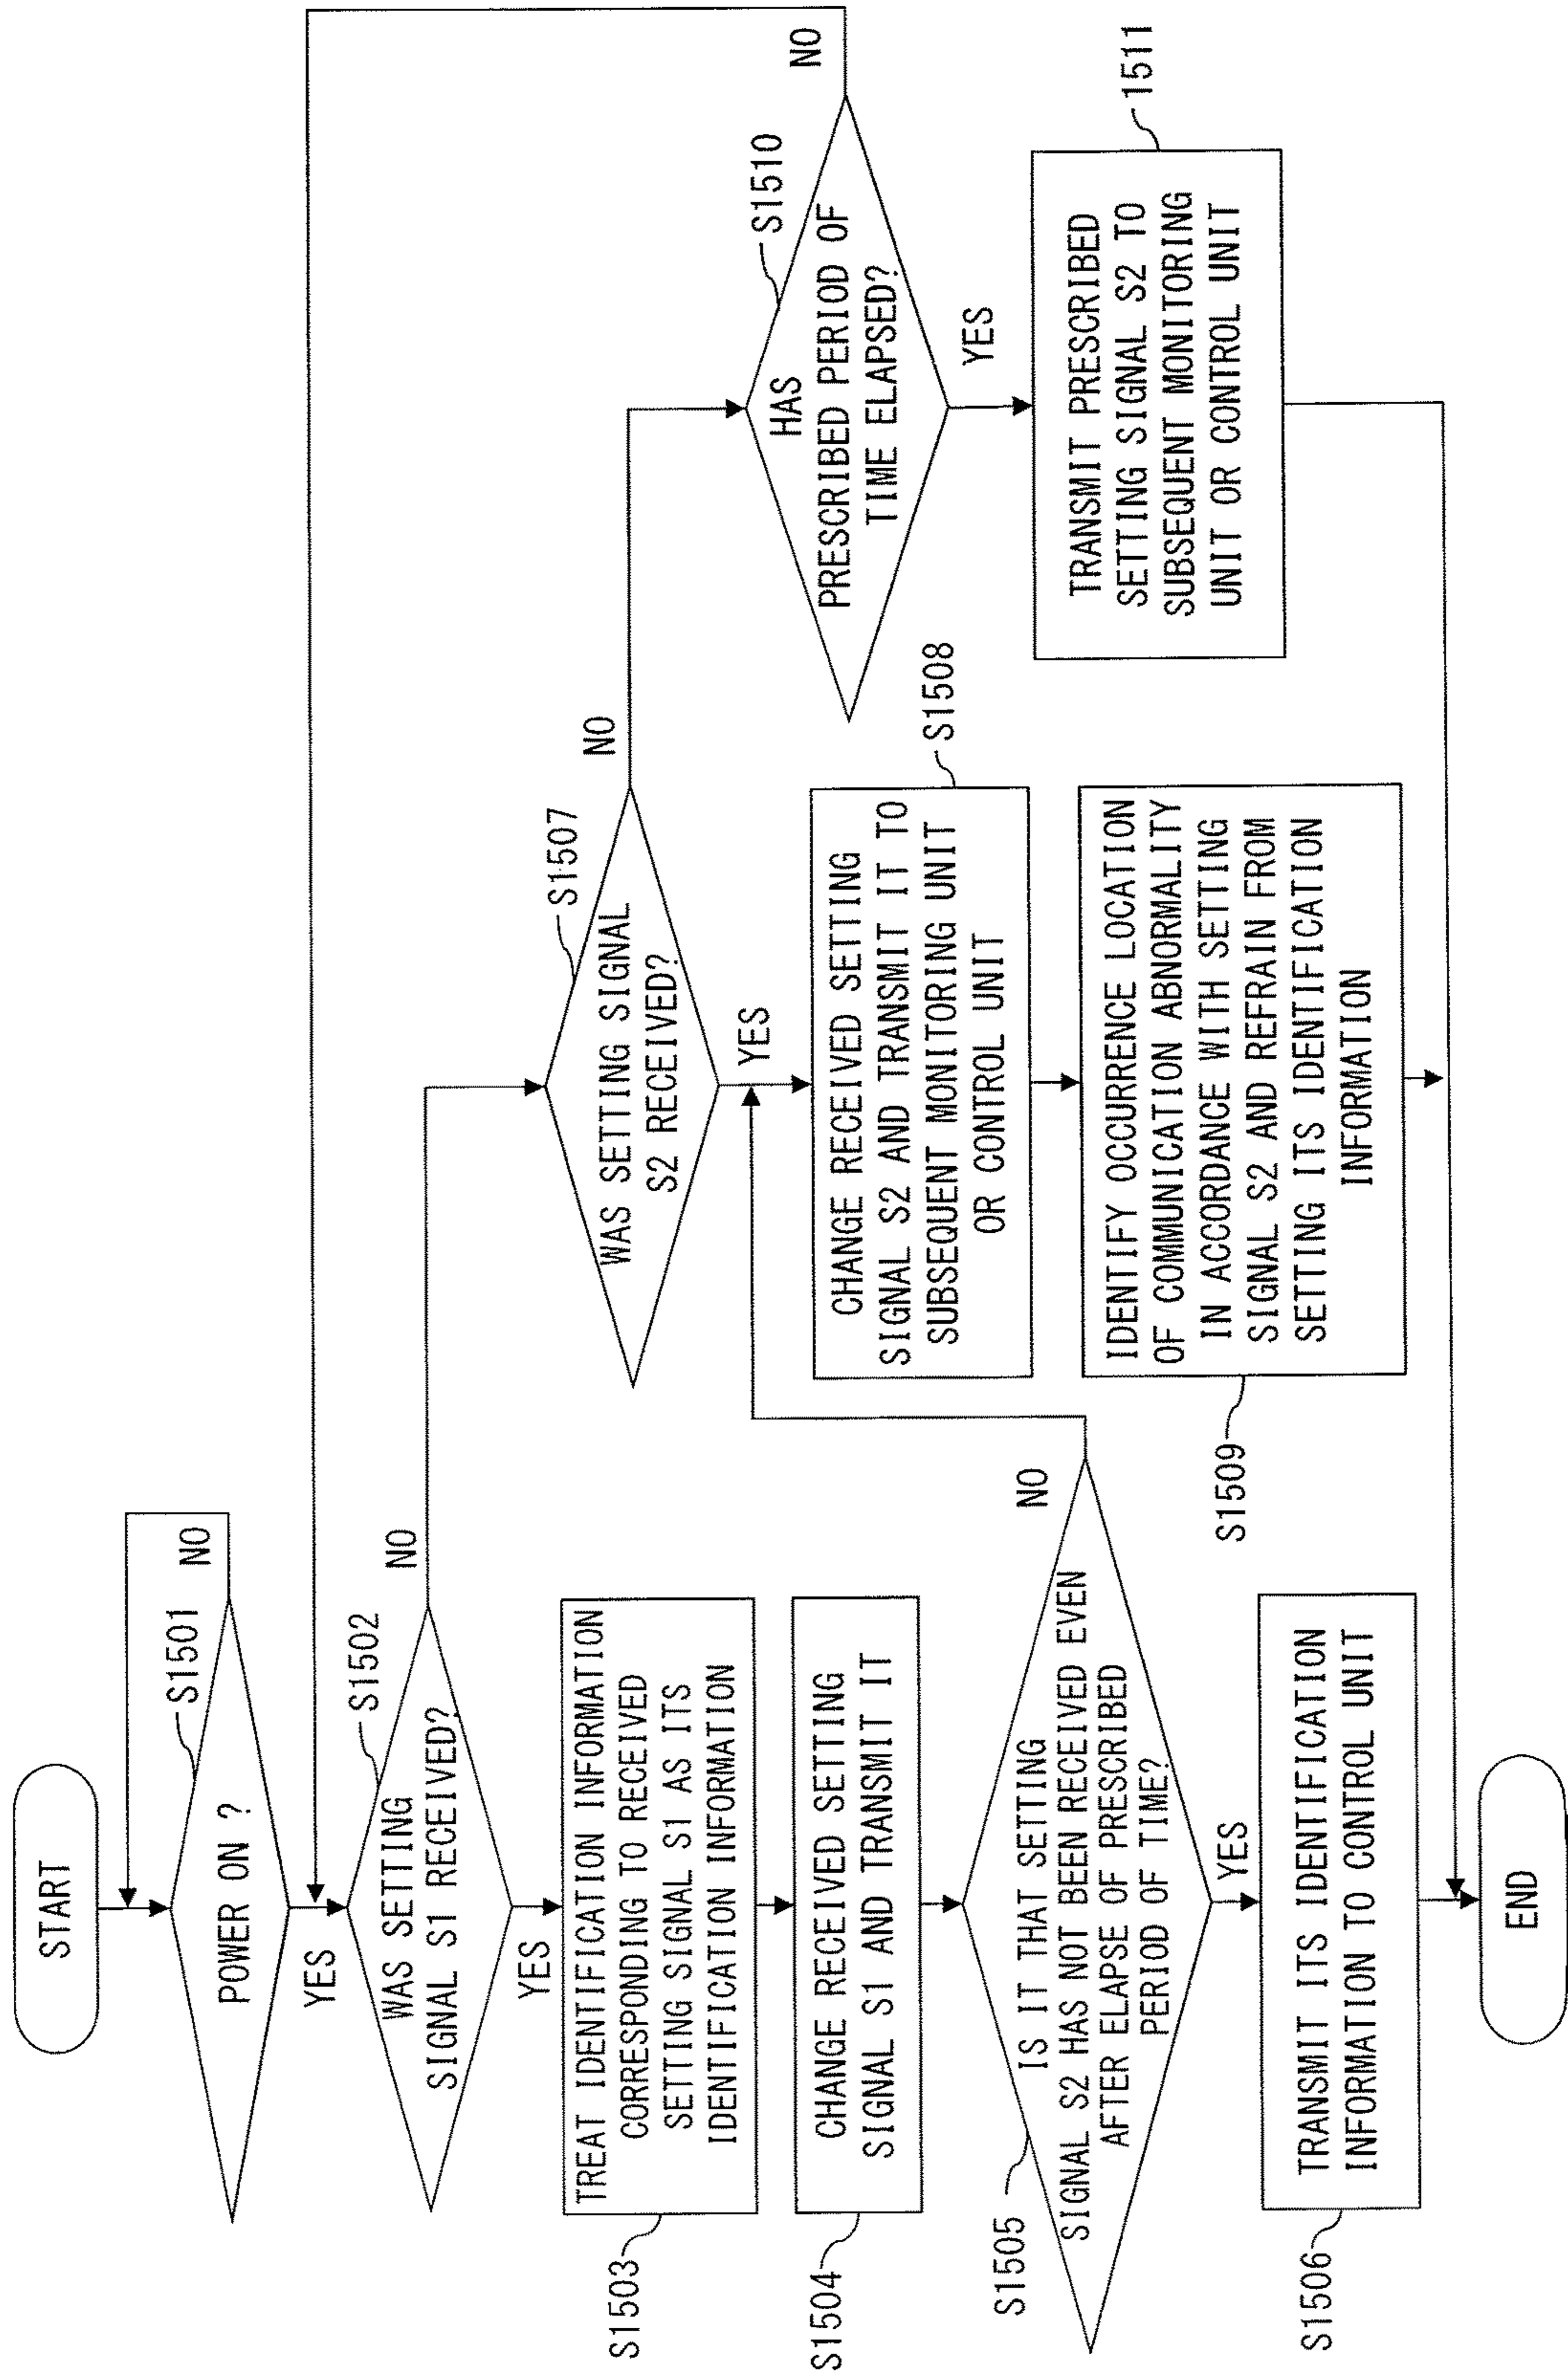 START
POWER ON ?
S1501
NO
YES
WAS SETTING
SIGNAL S1 RECEIVED?
S1502
NO
YES
TREAT IDENTIFICATION INFORMATION
CORRESPONDING TO RECEIVED
SETTING SIGNAL S1 AS ITS
IDENTIFICATION INFORMATION
S1503
CHANGE RECEIVED SETTING
SIGNAL S1 AND TRANSMIT IT
S1504
IS IT THAT SETTING
SIGNAL S2 HAS NOT BEEN RECEIVED EVEN
AFTER ELAPSE OF PRESCRIBED
PERIOD OF TIME?
S1505
NO
YES
TRANSMIT ITS IDENTIFICATION
INFORMATION TO CONTROL UNIT
S1506
END
WAS SETTING SIGNAL
S2 RECEIVED?
S1507
NO
YES
CHANGE RECEIVED SETTING
SIGNAL S2 AND TRANSMIT IT TO
SUBSEQUENT MONITORING UNIT
OR CONTROL UNIT
S1508
IDENTIFY OCCURRENCE LOCATION
OF COMMUNICATION ABNORMALITY
IN ACCORDANCE WITH SETTING
SIGNAL S2 AND REFRAIN FROM
SETTING ITS IDENTIFICATION
INFORMATION
S1509
HAS
PRESCRIBED PERIOD OF
TIME ELAPSED?
S1510
NO
YES
TRANSMIT PRESCRIBED
SETTING SIGNAL S2 TO
SUBSEQUENT MONITORING
UNIT OR CONTROL UNIT
1511